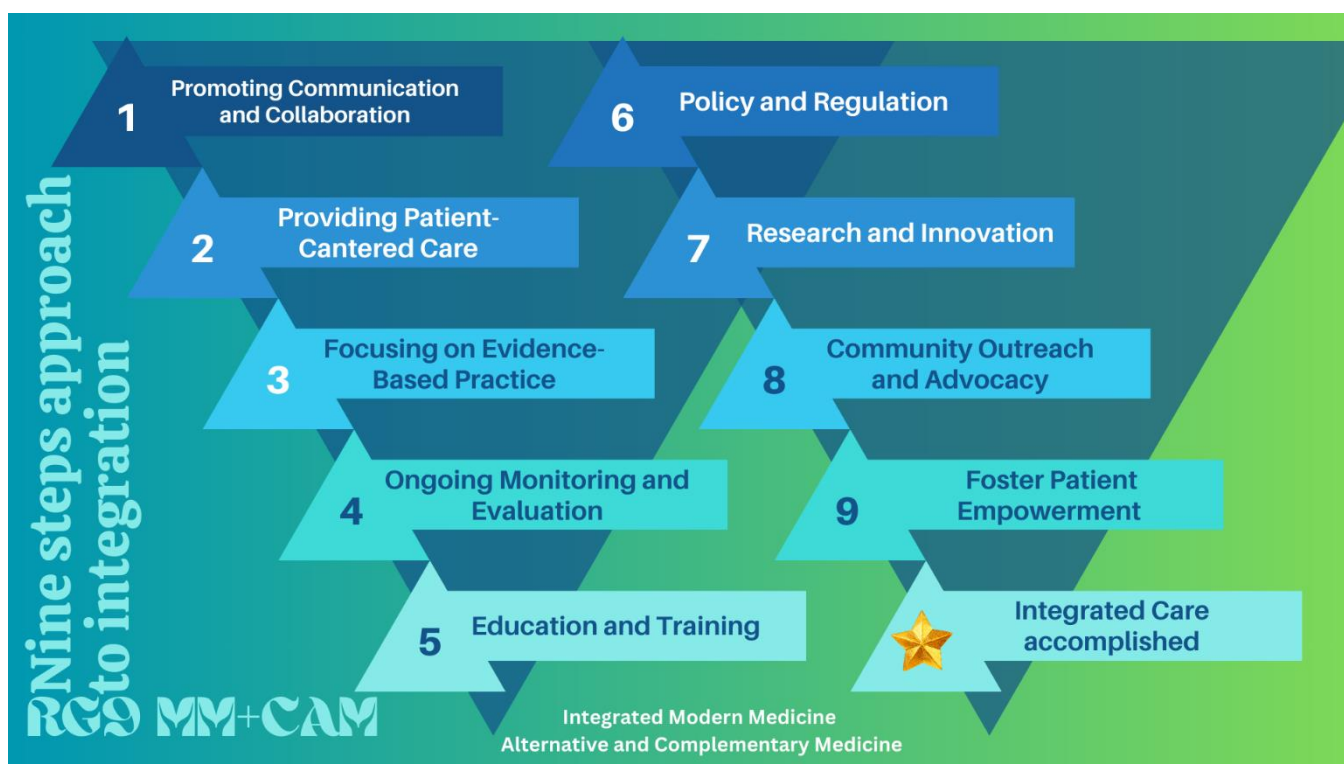 Nine steps approach
to integration
RG9 MM+CAM
1
Promoting Communication
and Collaboration
2
Providing Patient-
Cantered Care
3
Focusing on Evidence-
Based Practice
4
Ongoing Monitoring and
Evaluation
5
Education and Training
6
Policy and Regulation
7
Research and Innovation
8
Community Outreach
and Advocacy
9
Foster Patient
Empowerment
Integrated Care
accomplished
Integrated Modern Medicine
Alternative and Complementary Medicine